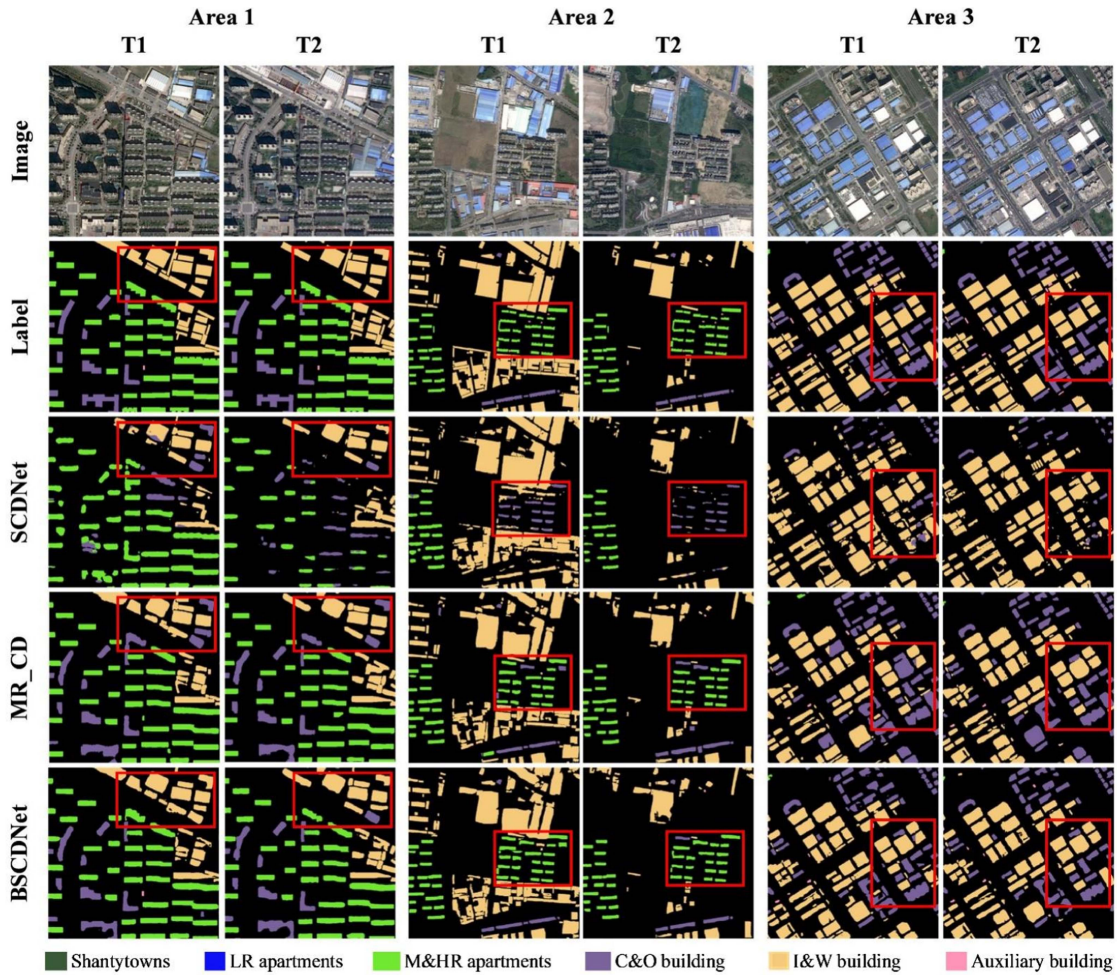 Area 1 Area 2 Area 3
T1 T2 T1 T2 T1 T2
Image
Label
SCDNet
MR_CD
BSCDNet
Shantytowns LR apartments M&HR apartments C&O building I&W building Auxiliary building